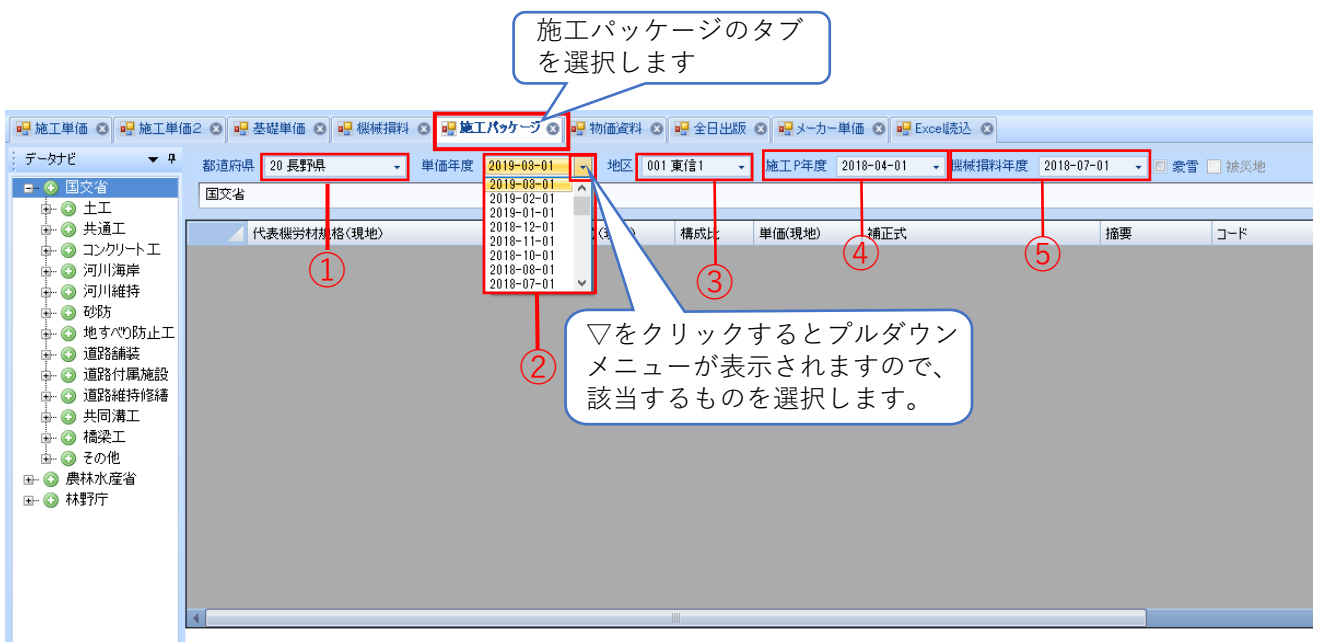 施工パッケージのタブ
を選択します
施工単価 施工単価2 基礎単価 機械損料 施工パッケージ 物価資料 全日出版 メーカー単価 Excel読込
データナビ
都道府県 20 長野県 単価年度 2019-03-01 地区 001 東信1 施工P年度 2018-04-01 機械損料年度 2018-07-01 豪雪 被災地
国交省
代表機労材規格(現地) 構成比 単価(現地) 補正式 摘要 コード
2019-03-01
2019-02-01
2019-01-01
2018-12-01
2018-11-01
2018-10-01
2018-08-01
2018-07-01
①
②
③
④
⑤
▽をクリックするとプルダウン
メニューが表示されますので、
該当するものを選択します。
国交省
土工
共通工
コンクリート工
河川海岸
河川維持
砂防
地すべり防止工
道路舗装
道路付属施設
道路維持修繕
共同溝工
橋梁工
その他
農林水産省
林野庁